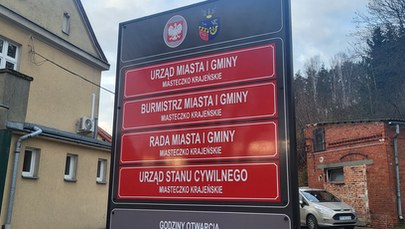 URZĄD MIASTA I GMINY
MIASTECZKO KRAJEŃSKIE
BURMISTRZ MIASTA I GMINY
MIASTECZKO KRAJEŃSKIE
RADA MIASTA I GMINY
MIASTECZKO KRAJEŃSKIE
URZĄD STANU CYWILNEGO
MIASTECZKO KRAJEŃSKIE
GODZINY OTWARCIA